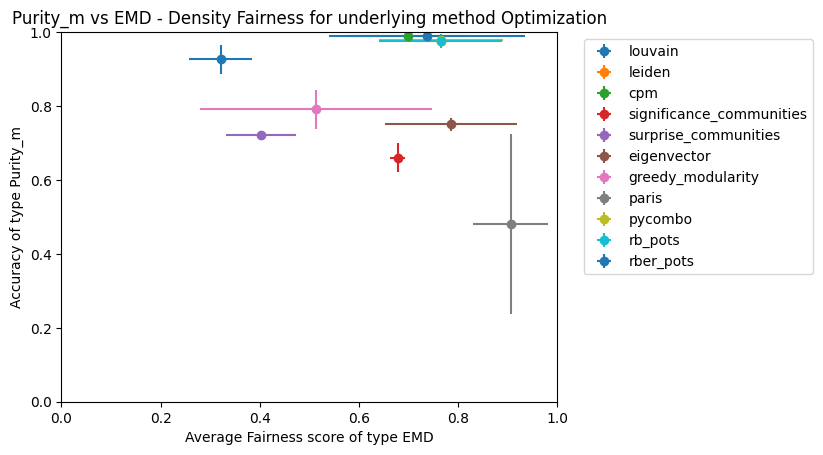 Purity_m vs EMD - Density Fairness for underlying method Optimization
Accuracy of type Purity_m
1.0
0.8
0.6
0.4
0.2
0.0
0.0 0.2 0.4 0.6 0.8 1.0
Average Fairness score of type EMD
louvain
leiden
cpm
significance_communities
surprise_communities
eigenvector
greedy_modularity
paris
pycombo
rb_pots
rber_pots